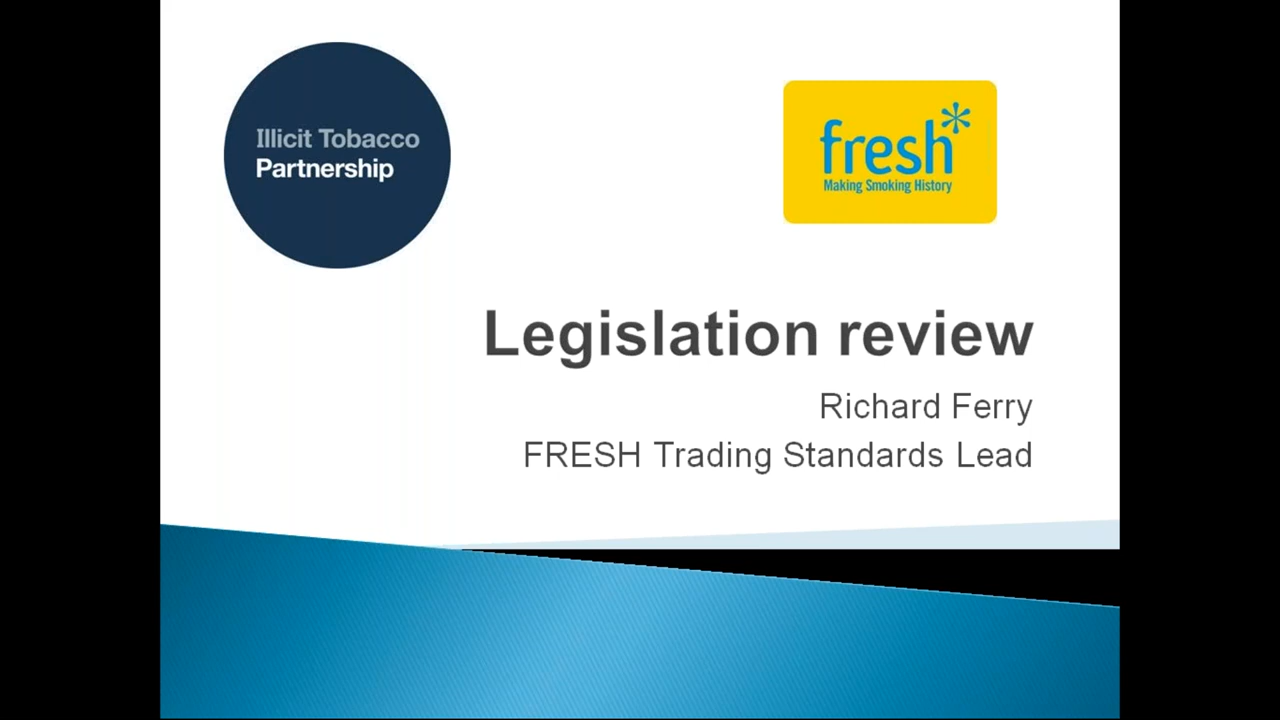 Illicit Tobacco
Partnership
fresh*
Making Smoking History
Legislation review
Richard Ferry
FRESH Trading Standards Lead